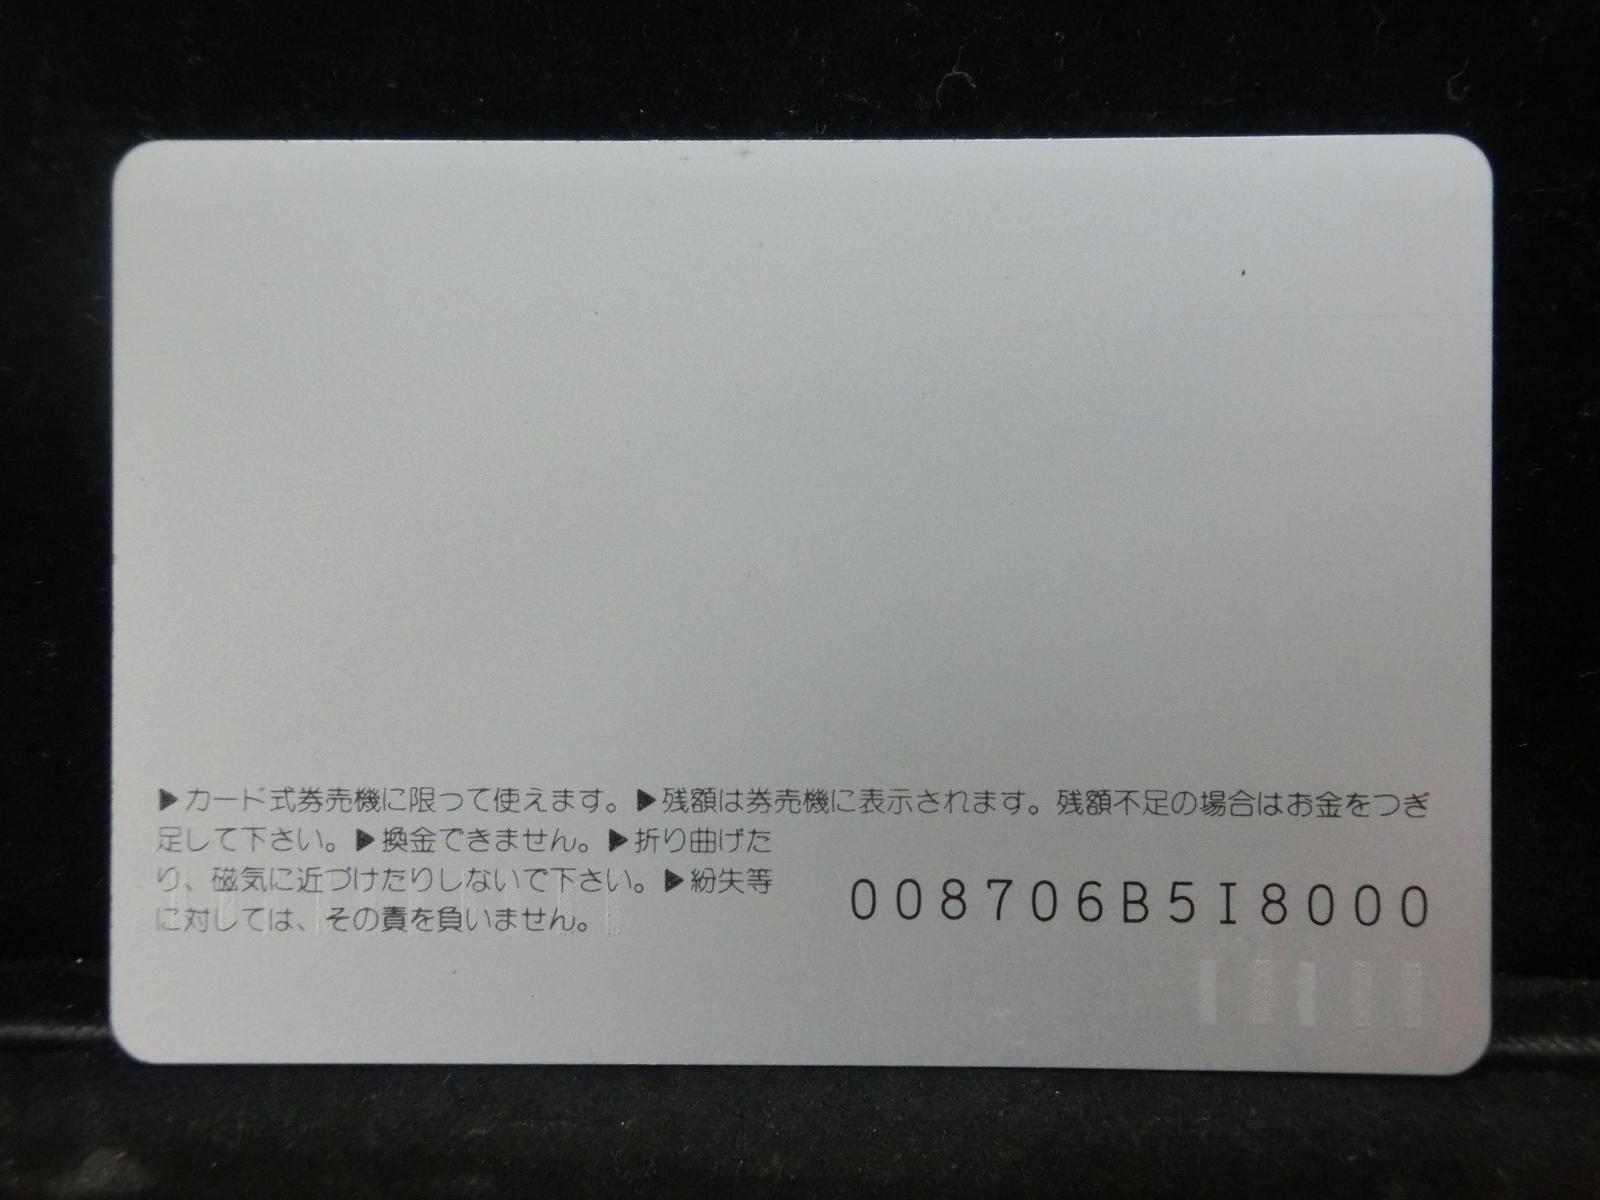 ▶カード式券売機に限って使えます。▶残額は券売機に表示されます。残額不足の場合はお金をつぎ
足して下さい。▶換金できません。▶折り曲げた
り、磁気に近づけたりしないで下さい。▶紛失等
に対しては、その責を負いません。
008706B5I8000